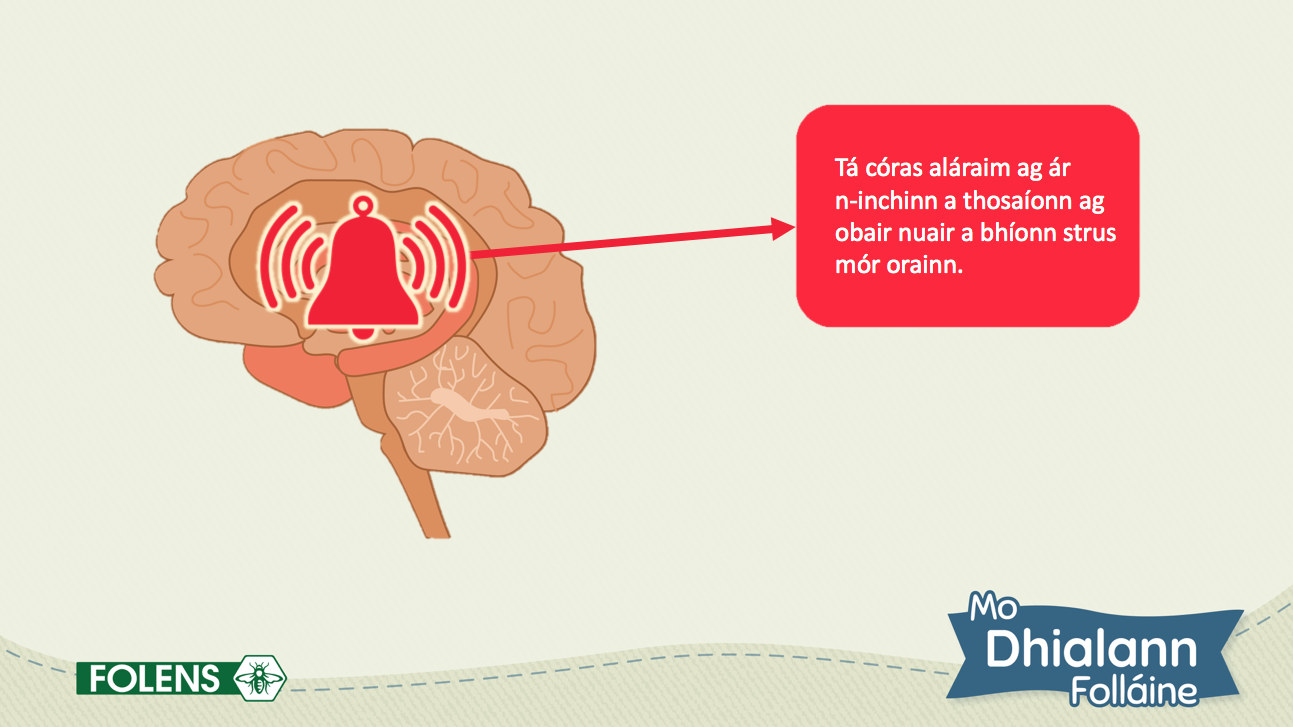 Tá córas aláraim ag ár
n-inchinn a thosaíonn ag
obair nuair a bhíonn strus
mór orainn.
FOLENS
Mo
Dhialann
Folláine